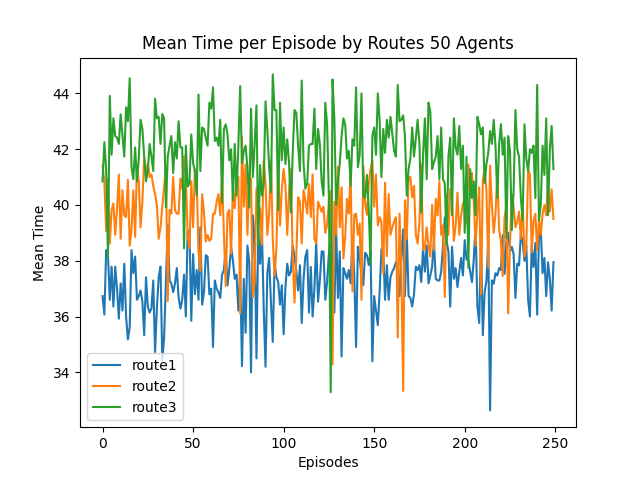 Mean Time per Episode by Routes 50 Agents
Mean Time
44
42
40
38
36
34
route1
route2
route3
0
50
100
150
200
250
Episodes